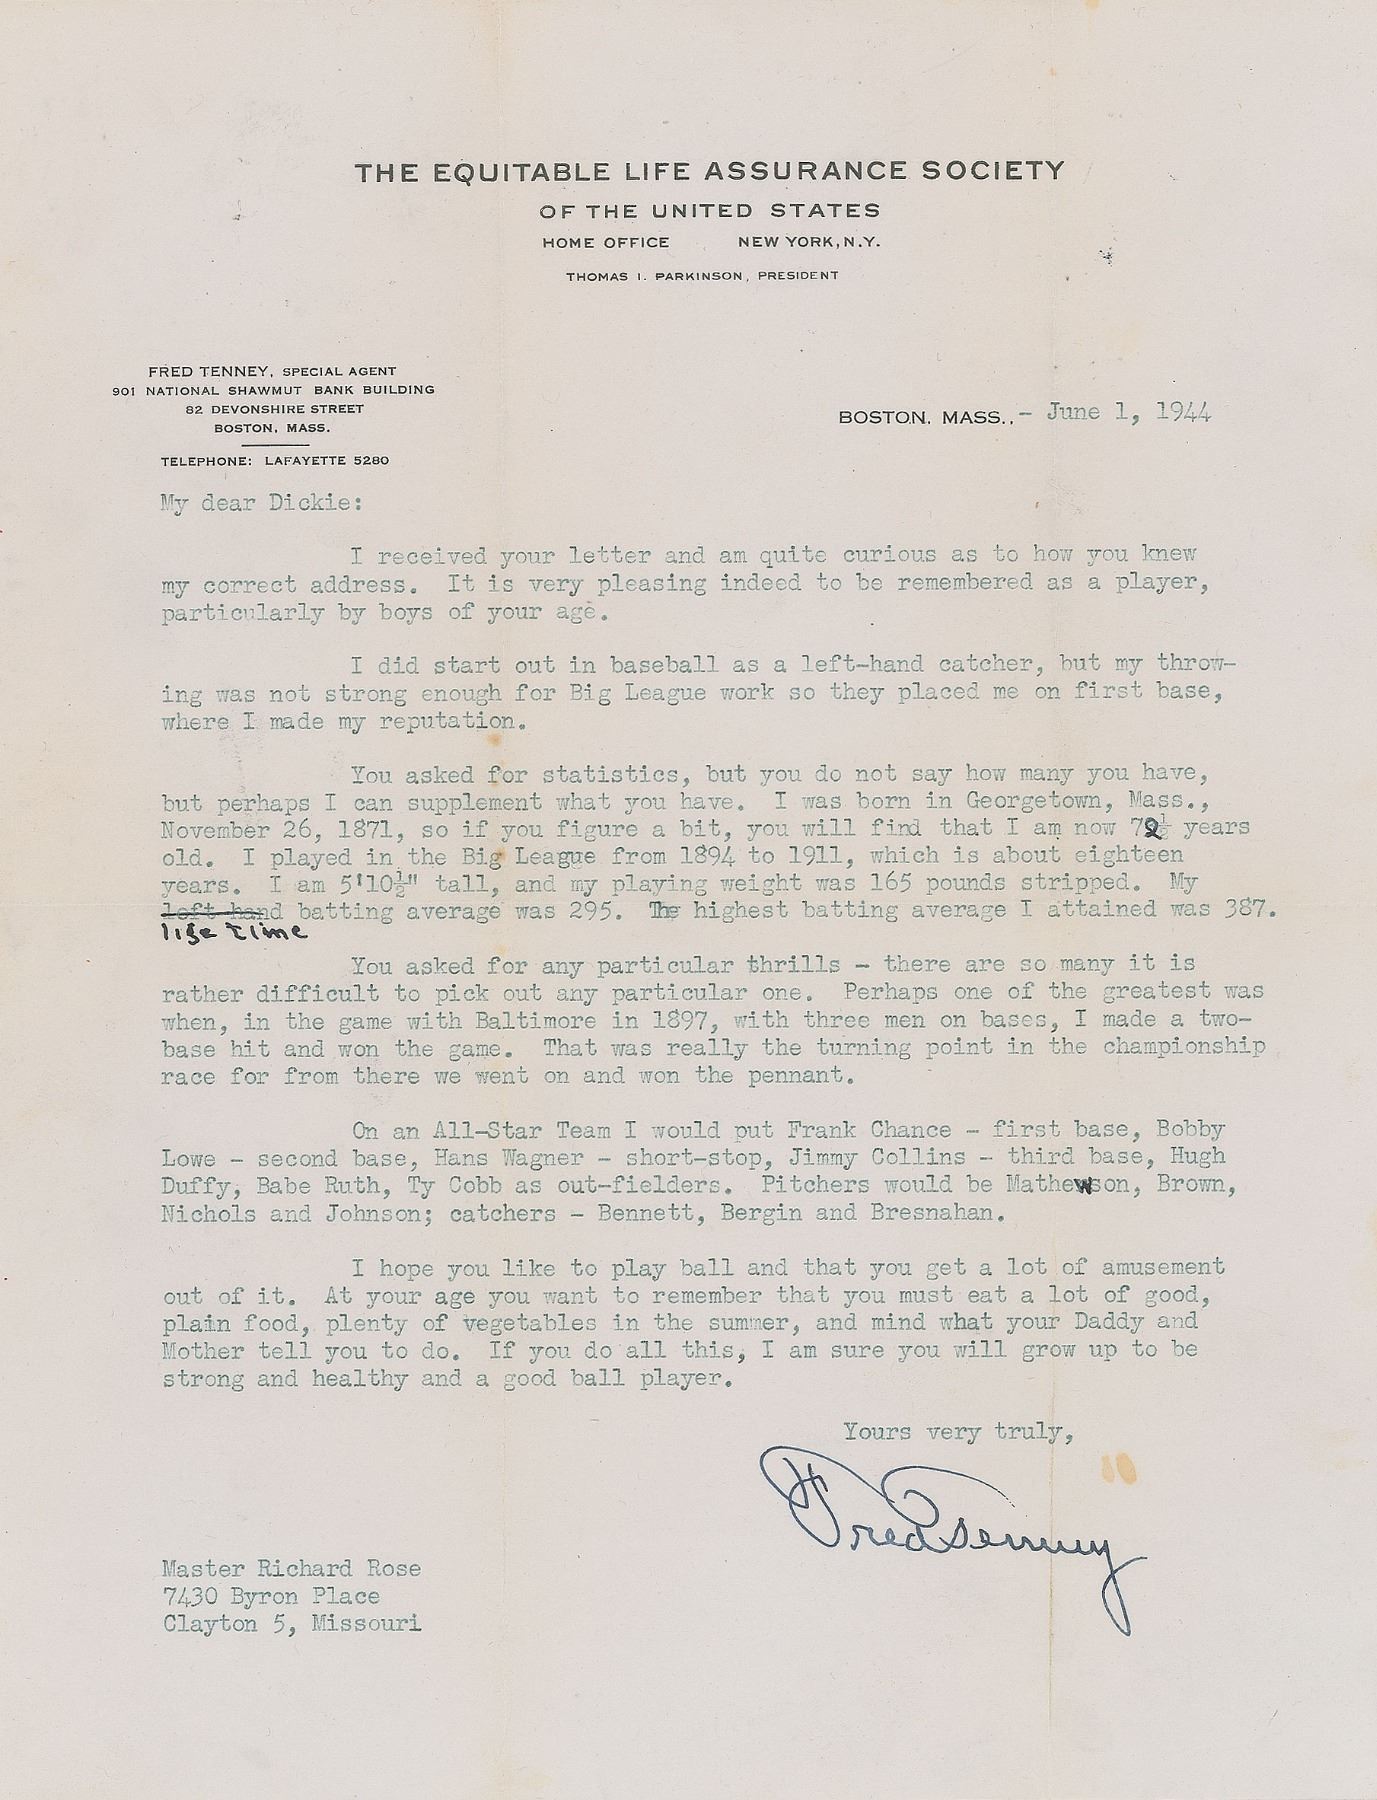 THE EQUITABLE LIFE ASSURANCE SOCIETY
OF THE UNITED STATES
HOME OFFICE NEW YORK, N.Y.
THOMAS I. PARKINSON, PRESIDENT
FRED TENNEY, SPECIAL AGENT
901 NATIONAL SHAWMUT BANK BUILDING
82 DEVONSHIRE STREET
BOSTON, MASS.
TELEPHONE: LAFAYETTE 5280
BOSTON, MASS., - June 1, 1944
My dear Dickie:
I received your letter and am quite curious as to how you knew
my correct address. It is very pleasing indeed to be remembered as a player,
particularly by boys of your age.
I did start out in baseball as a left-hand catcher, but my throw-
ing was not strong enough for Big League work so they placed me on first base,
where I made my reputation.
You asked for statistics, but you do not say how many you have,
but perhaps I can supplement what you have. I was born in Georgetown, Mass.,
November 26, 1871, so if you figure a bit, you will find that I am now 72½ years
old. I played in the Big League from 1894 to 1911, which is about eighteen
years. I am 5'10½" tall, and my playing weight was 165 pounds stripped. My
left hand batting average was 295. The highest batting average I attained was 387.
life time
You asked for any particular thrills - there are so many it is
rather difficult to pick out any particular one. Perhaps one of the greatest was
when, in the game with Baltimore in 1897, with three men on bases, I made a two-
base hit and won the game. That was really the turning point in the championship
race for from there we went on and won the pennant.
On an All-Star Team I would put Frank Chance - first base, Bobby
Lowe - second base, Hans Wagner - short-stop, Jimmy Collins - third base, Hugh
Duffy, Babe Ruth, Ty Cobb as out-fielders. Pitchers would be Mathewson, Brown,
Nichols and Johnson; catchers - Bennett, Bergin and Bresnahan.
I hope you like to play ball and that you get a lot of amusement
out of it. At your age you want to remember that you must eat a lot of good,
plain food, plenty of vegetables in the summer, and mind what your Daddy and
Mother tell you to do. If you do all this, I am sure you will grow up to be
strong and healthy and a good ball player.
Yours very truly,
Fred Tenney
Master Richard Rose
7430 Byron Place
Clayton 5, Missouri